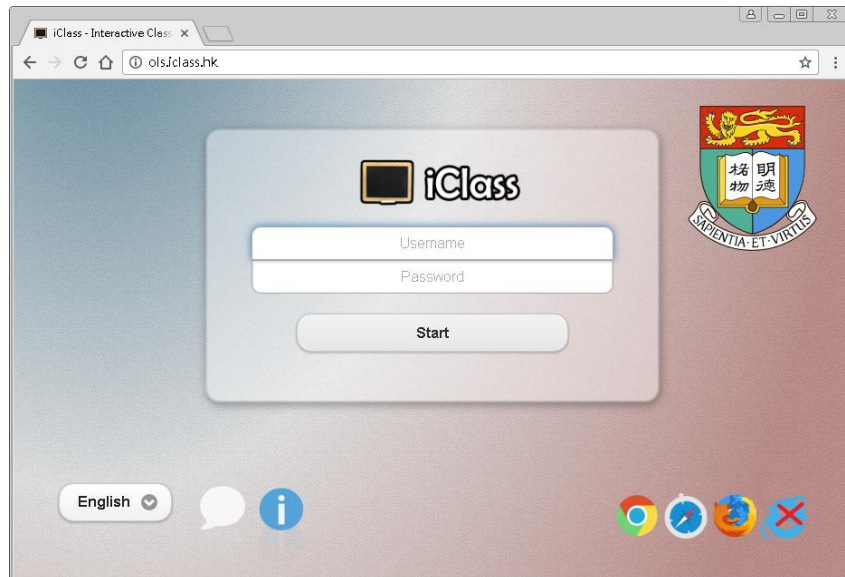 iClass - Interactive Class
ols.iclass.hk
iClass
Username
Password
Start
明德
格物
SAPIENTIA·ET·VIRTUS
English
i